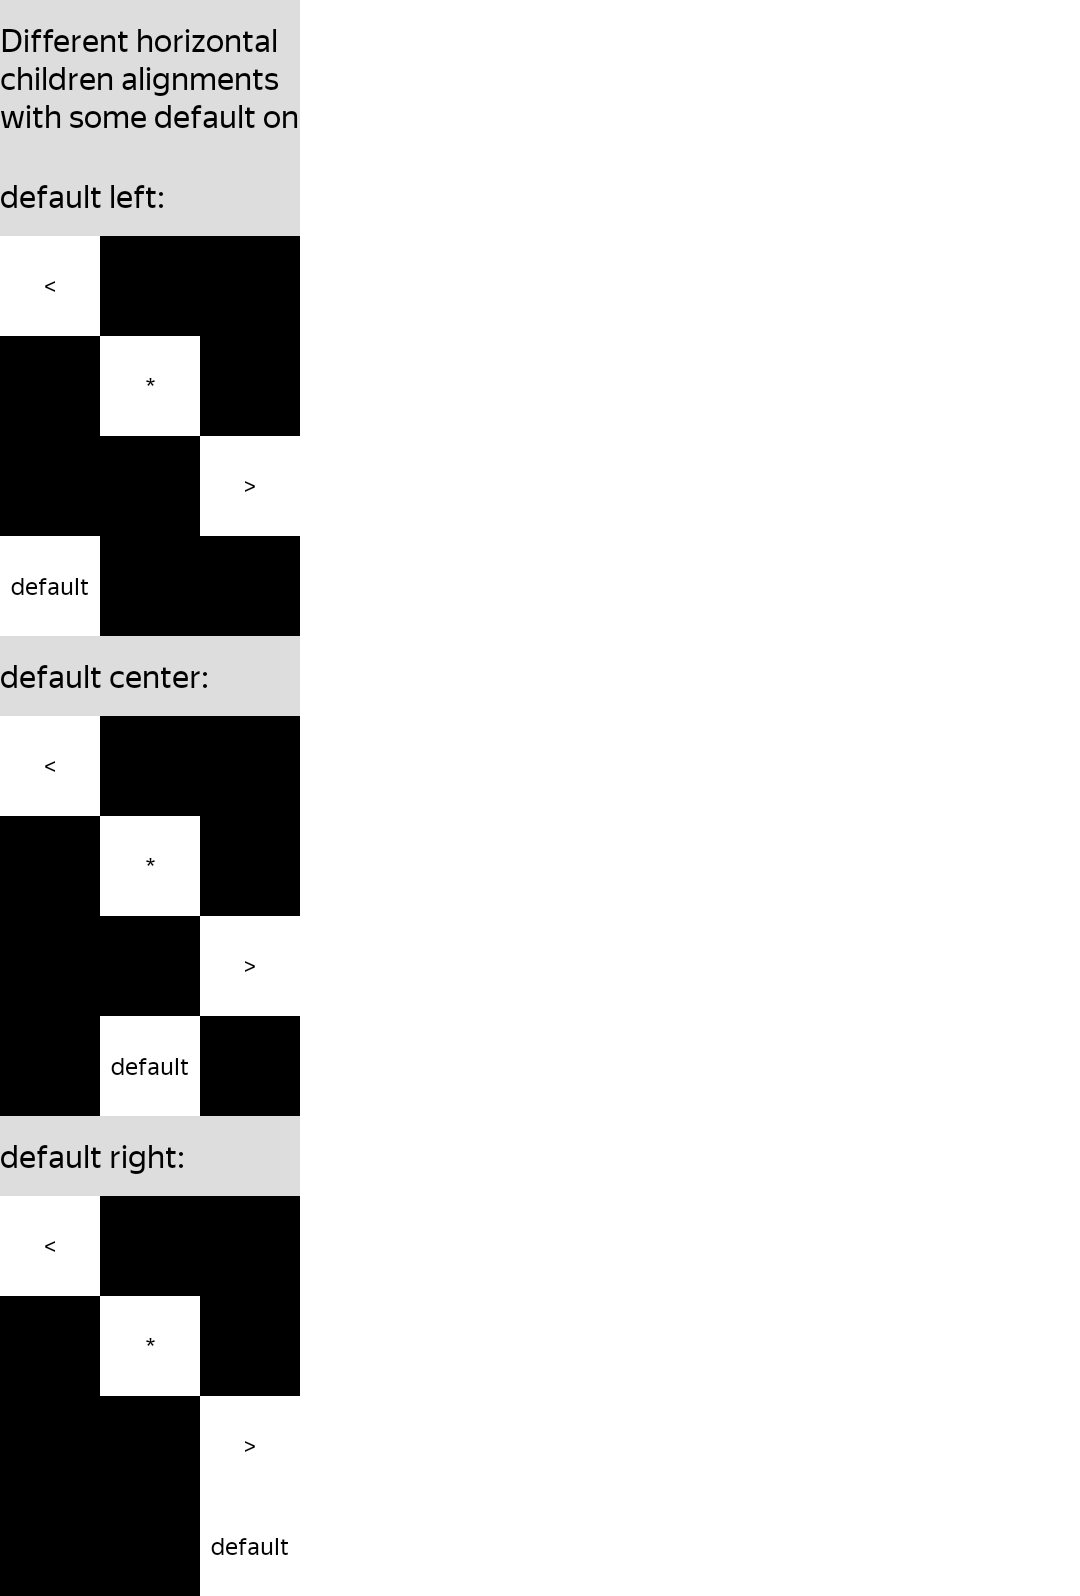 Different horizontal
children alignments
with some default on
default left:
<
*
>
default
default center:
<
*
>
default
default right:
<
*
>
default